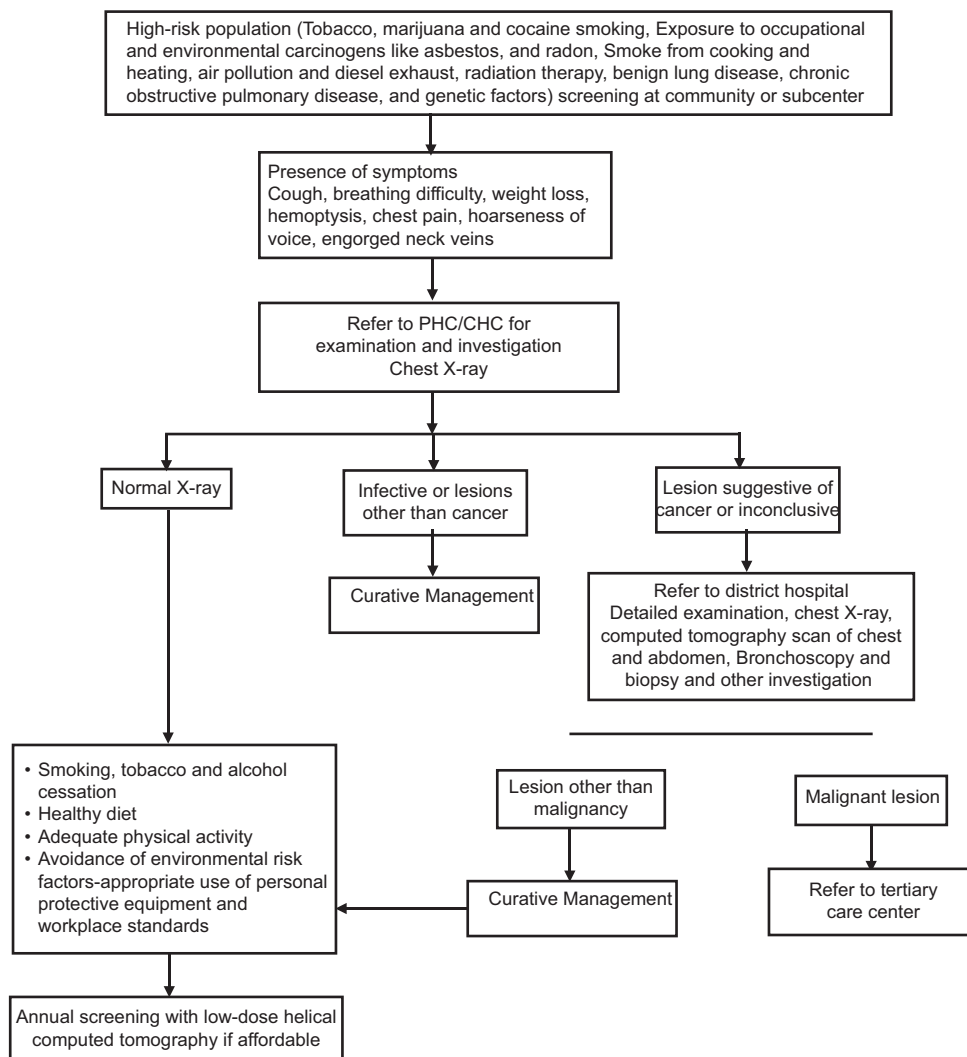 High-risk population (Tobacco, marijuana and cocaine smoking, Exposure to occupational
and environmental carcinogens like asbestos, and radon, Smoke from cooking and
heating, air pollution and diesel exhaust, radiation therapy, benign lung disease, chronic
obstructive pulmonary disease, and genetic factors) screening at community or subcenter
Presence of symptoms
Cough, breathing difficulty, weight loss,
hemoptysis, chest pain, hoarseness of
voice, engorged neck veins
Refer to PHC/CHC for
examination and investigation
Chest X-ray
Normal X-ray
Infective or lesions
other than cancer
Lesion suggestive of
cancer or inconclusive
Curative Management
Refer to district hospital
Detailed examination, chest X-ray,
computed tomography scan of chest
and abdomen, Bronchoscopy and
biopsy and other investigation
• Smoking, tobacco and alcohol
cessation
• Healthy diet
• Adequate physical activity
• Avoidance of environmental risk
factors-appropriate use of personal
protective equipment and
workplace standards
Lesion other than
malignancy
Malignant lesion
Curative Management
Refer to tertiary
care center
Annual screening with low-dose helical
computed tomography if affordable